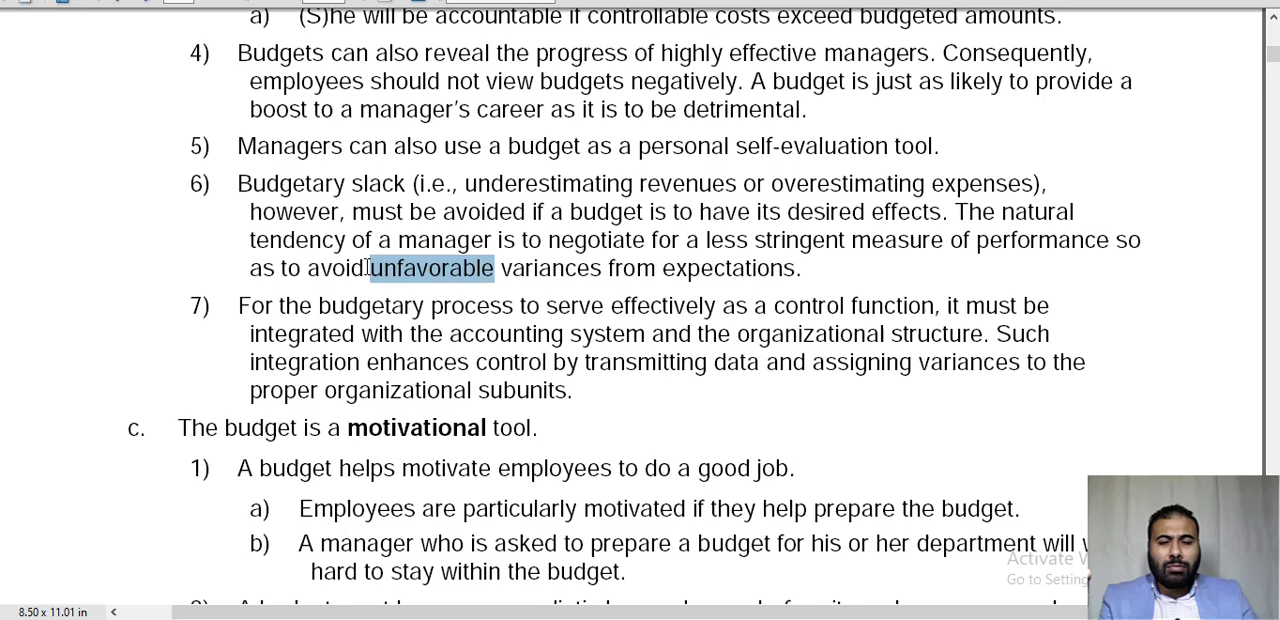 a) (S)he will be accountable if controllable costs exceed budgeted amounts.
4) Budgets can also reveal the progress of highly effective managers. Consequently,
employees should not view budgets negatively. A budget is just as likely to provide a
boost to a manager’s career as it is to be detrimental.
5) Managers can also use a budget as a personal self-evaluation tool.
6) Budgetary slack (i.e., underestimating revenues or overestimating expenses),
however, must be avoided if a budget is to have its desired effects. The natural
tendency of a manager is to negotiate for a less stringent measure of performance so
as to avoid unfavorable variances from expectations.
7) For the budgetary process to serve effectively as a control function, it must be
integrated with the accounting system and the organizational structure. Such
integration enhances control by transmitting data and assigning variances to the
proper organizational subunits.
c. The budget is a motivational tool.
1) A budget helps motivate employees to do a good job.
a) Employees are particularly motivated if they help prepare the budget.
b) A manager who is asked to prepare a budget for his or her department will
hard to stay within the budget.
Activate
Go to Setting
8.50 x 11.01 in